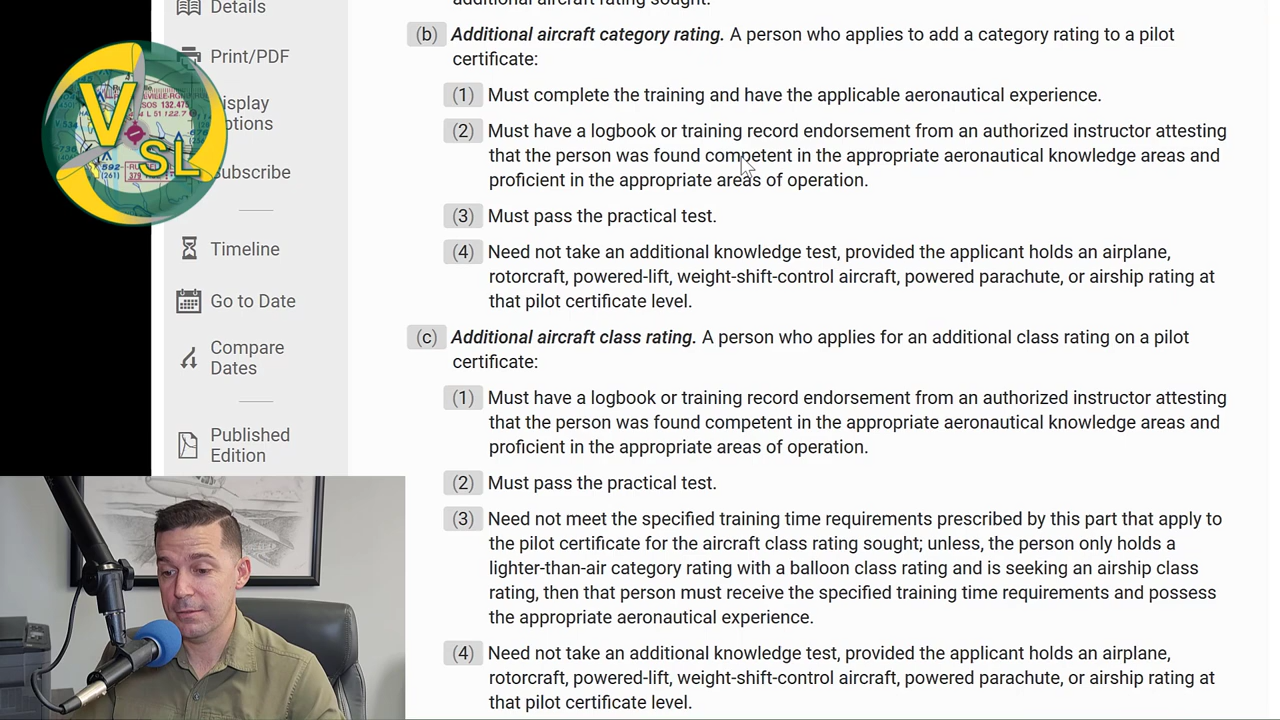 additional aircraft rating sought.
Details
(b) Additional aircraft category rating. A person who applies to add a category rating to a pilot
certificate:
Print/PDF
(1) Must complete the training and have the applicable aeronautical experience.
(2) Must have a logbook or training record endorsement from an authorized instructor attesting
that the person was found competent in the appropriate aeronautical knowledge areas and
proficient in the appropriate areas of operation.
Subscribe
(3) Must pass the practical test.
Timeline
(4) Need not take an additional knowledge test, provided the applicant holds an airplane,
rotorcraft, powered-lift, weight-shift-control aircraft, powered parachute, or airship rating at
that pilot certificate level.
Go to Date
(c) Additional aircraft class rating. A person who applies for an additional class rating on a pilot
certificate:
Compare
Dates
(1) Must have a logbook or training record endorsement from an authorized instructor attesting
that the person was found competent in the appropriate aeronautical knowledge areas and
proficient in the appropriate areas of operation.
Published
Edition
(2) Must pass the practical test.
(3) Need not meet the specified training time requirements prescribed by this part that apply to
the pilot certificate for the aircraft class rating sought; unless, the person only holds a
lighter-than-air category rating with a balloon class rating and is seeking an airship class
rating, then that person must receive the specified training time requirements and possess
the appropriate aeronautical experience.
(4) Need not take an additional knowledge test, provided the applicant holds an airplane,
rotorcraft, powered-lift, weight-shift-control aircraft, powered parachute, or airship rating at
that pilot certificate level.
V
SL